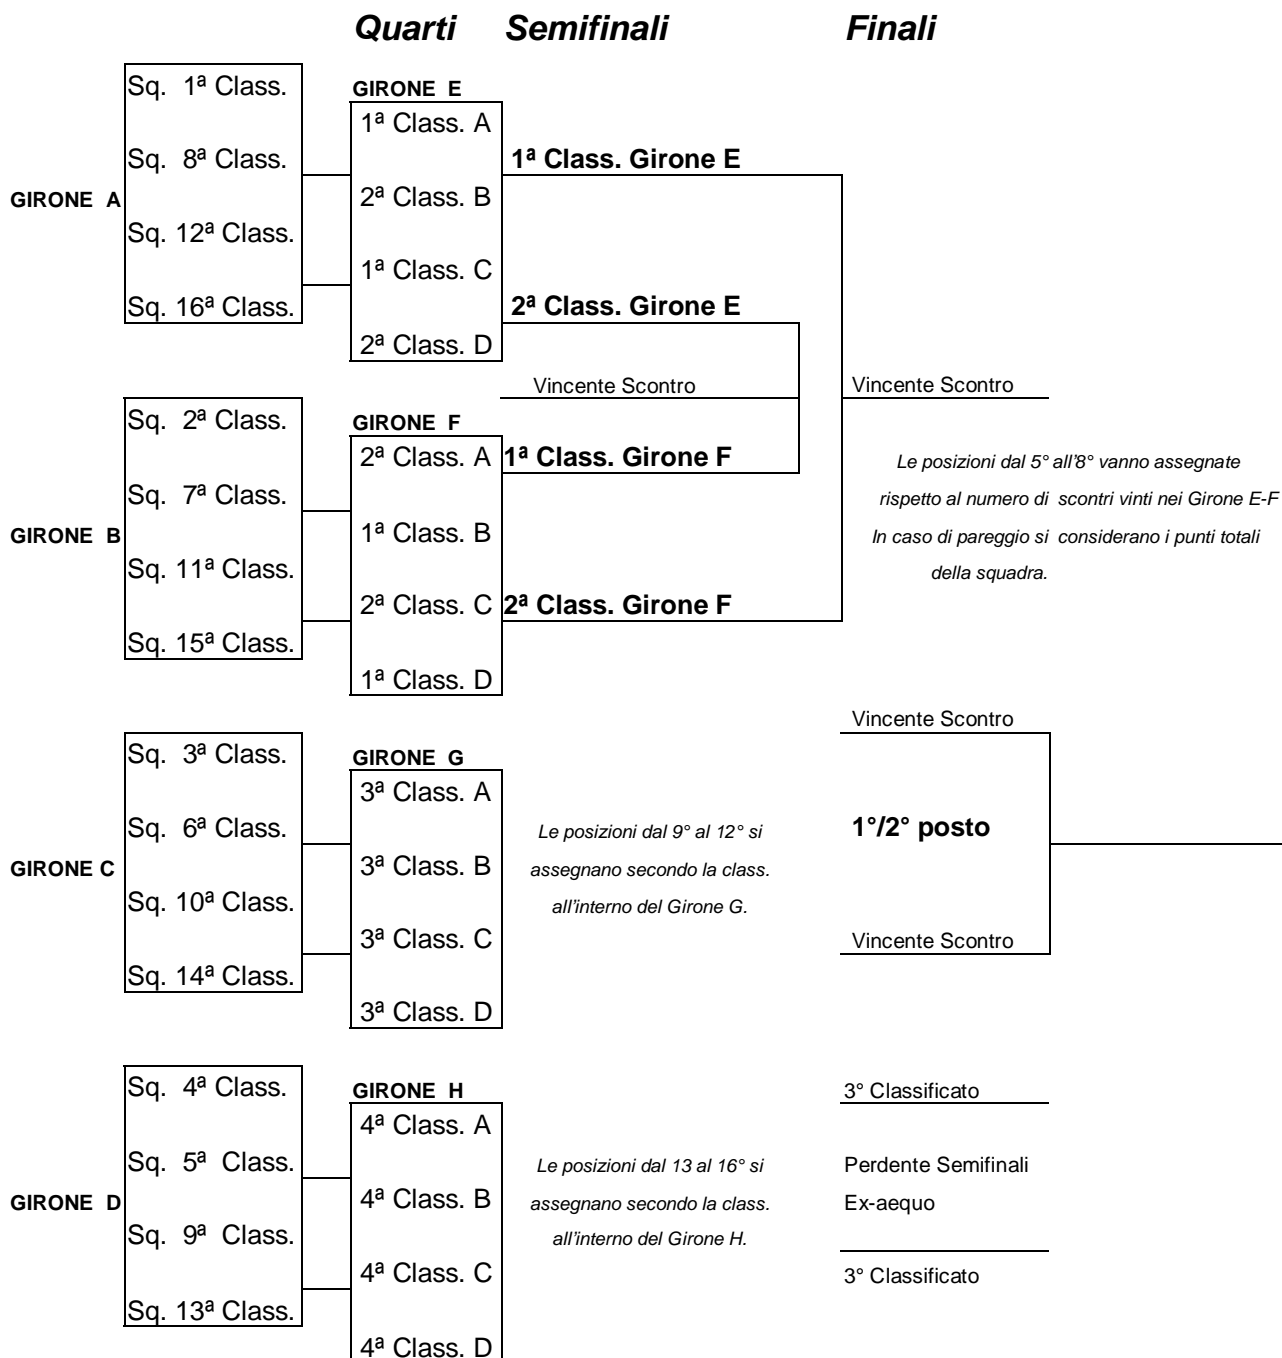 Quarti Semifinali Finali
GIRONE A
Sq. 1ª Class.
Sq. 8ª Class.
Sq. 12ª Class.
Sq. 16ª Class.
GIRONE E
1ª Class. A
2ª Class. B
1ª Class. C
2ª Class. D
1ª Class. Girone E
2ª Class. Girone E
Vincente Scontro
Vincente Scontro
GIRONE B
Sq. 2ª Class.
Sq. 7ª Class.
Sq. 11ª Class.
Sq. 15ª Class.
GIRONE F
2ª Class. A
1ª Class. B
2ª Class. C
1ª Class. D
1ª Class. Girone F
2ª Class. Girone F
Le posizioni dal 5° all'8° vanno assegnate
rispetto al numero di scontri vinti nei Girone E-F
In caso di pareggio si considerano i punti totali
della squadra.
GIRONE C
Sq. 3ª Class.
Sq. 6ª Class.
Sq. 10ª Class.
Sq. 14ª Class.
GIRONE G
3ª Class. A
3ª Class. B
3ª Class. C
3ª Class. D
Le posizioni dal 9° al 12° si
assegnano secondo la class.
all'interno del Girone G.
Vincente Scontro
1°/2° posto
Vincente Scontro
GIRONE D
Sq. 4ª Class.
Sq. 5ª Class.
Sq. 9ª Class.
Sq. 13ª Class.
GIRONE H
4ª Class. A
4ª Class. B
4ª Class. C
4ª Class. D
Le posizioni dal 13 al 16° si
assegnano secondo la class.
all'interno del Girone H.
3° Classificato
Perdente Semifinali
Ex-aequo
3° Classificato